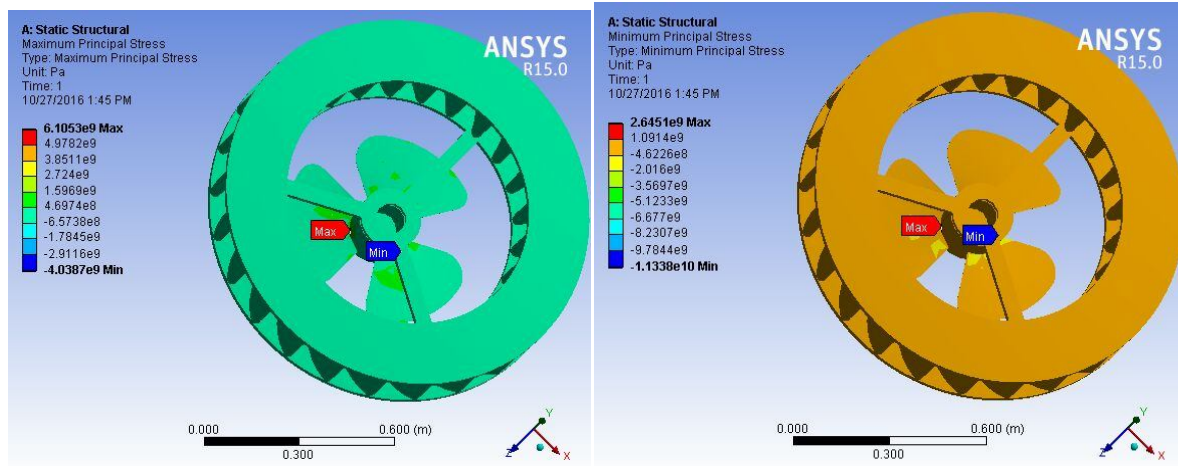 A: Static Structural
Maximum Principal Stress
Type: Maximum Principal Stress
Unit: Pa
Time: 1
10/27/2016 1:45 PM
6.1053e9 Max
4.9782e9
3.8511e9
2.724e9
1.5969e9
4.6974e8
-6.5738e8
-1.7845e9
-2.9116e9
-4.0387e9 Min
ANSYS
R15.0
Max
Min
0.000
0.600 (m)
0.300
Y
Z
X
A: Static Structural
Minimum Principal Stress
Type: Minimum Principal Stress
Unit: Pa
Time: 1
10/27/2016 1:45 PM
2.6451e9 Max
1.0914e9
-4.6226e8
-2.016e9
-3.5697e9
-5.1233e9
-6.677e9
-8.2307e9
-9.7844e9
-1.1338e10 Min
ANSYS
R15.0
Max
Min
0.000
0.600 (m)
0.300
Y
Z
X